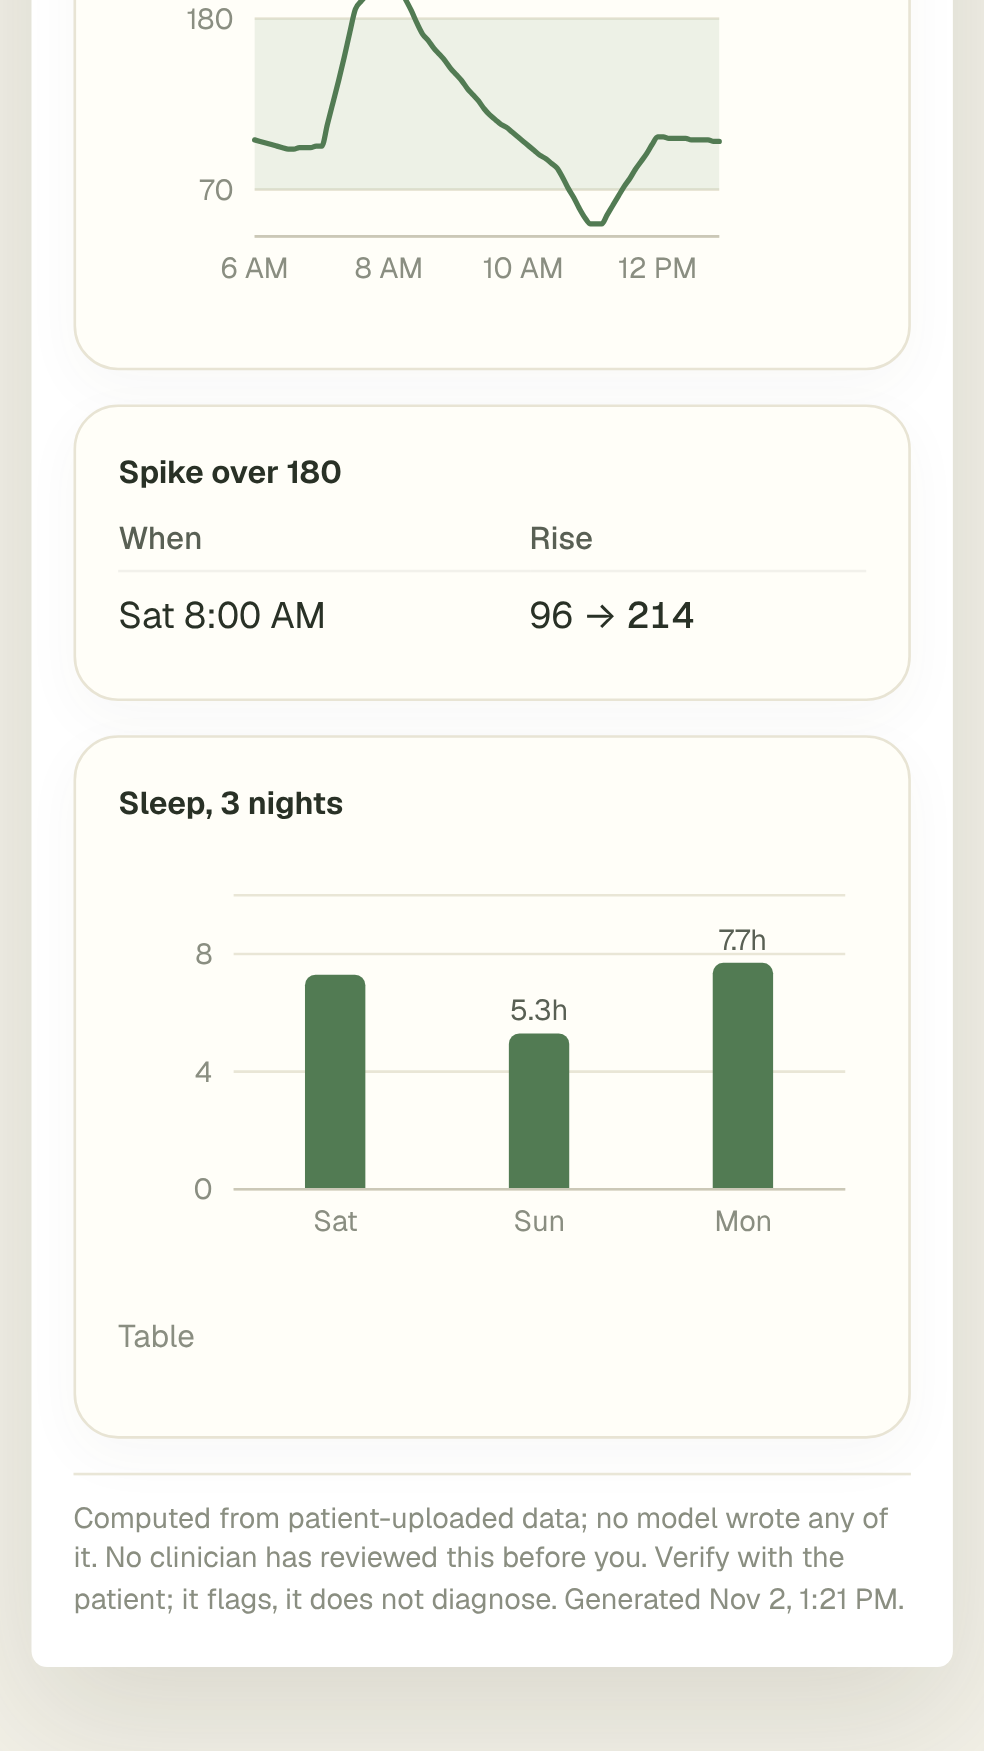 180
70
6 AM 8 AM 10 AM 12 PM
Spike over 180
When Rise
Sat 8:00 AM 96 → 214
Sleep, 3 nights
7.7h
8
5.3h
4
0
Sat Sun Mon
Table
Computed from patient-uploaded data; no model wrote any of
it. No clinician has reviewed this before you. Verify with the
patient; it flags, it does not diagnose. Generated Nov 2, 1:21 PM.